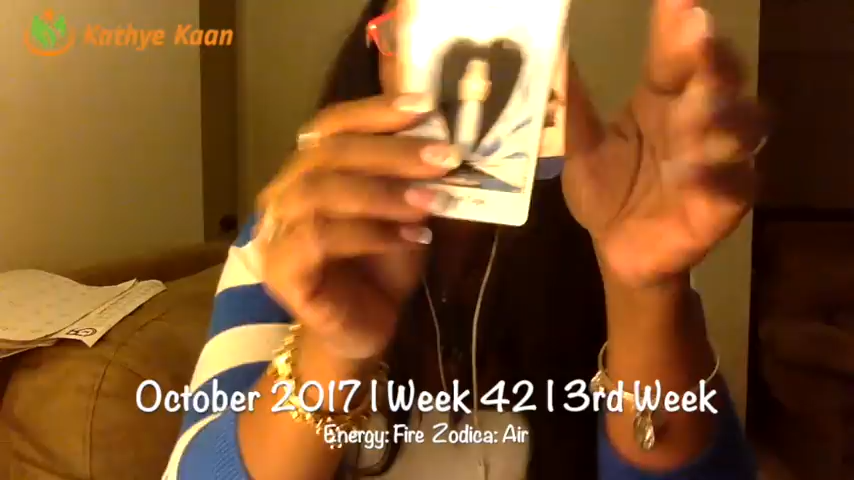 Kathye Kaan
October 2017|Week 42|3rd Week
Energy: Fire Zodica: Air